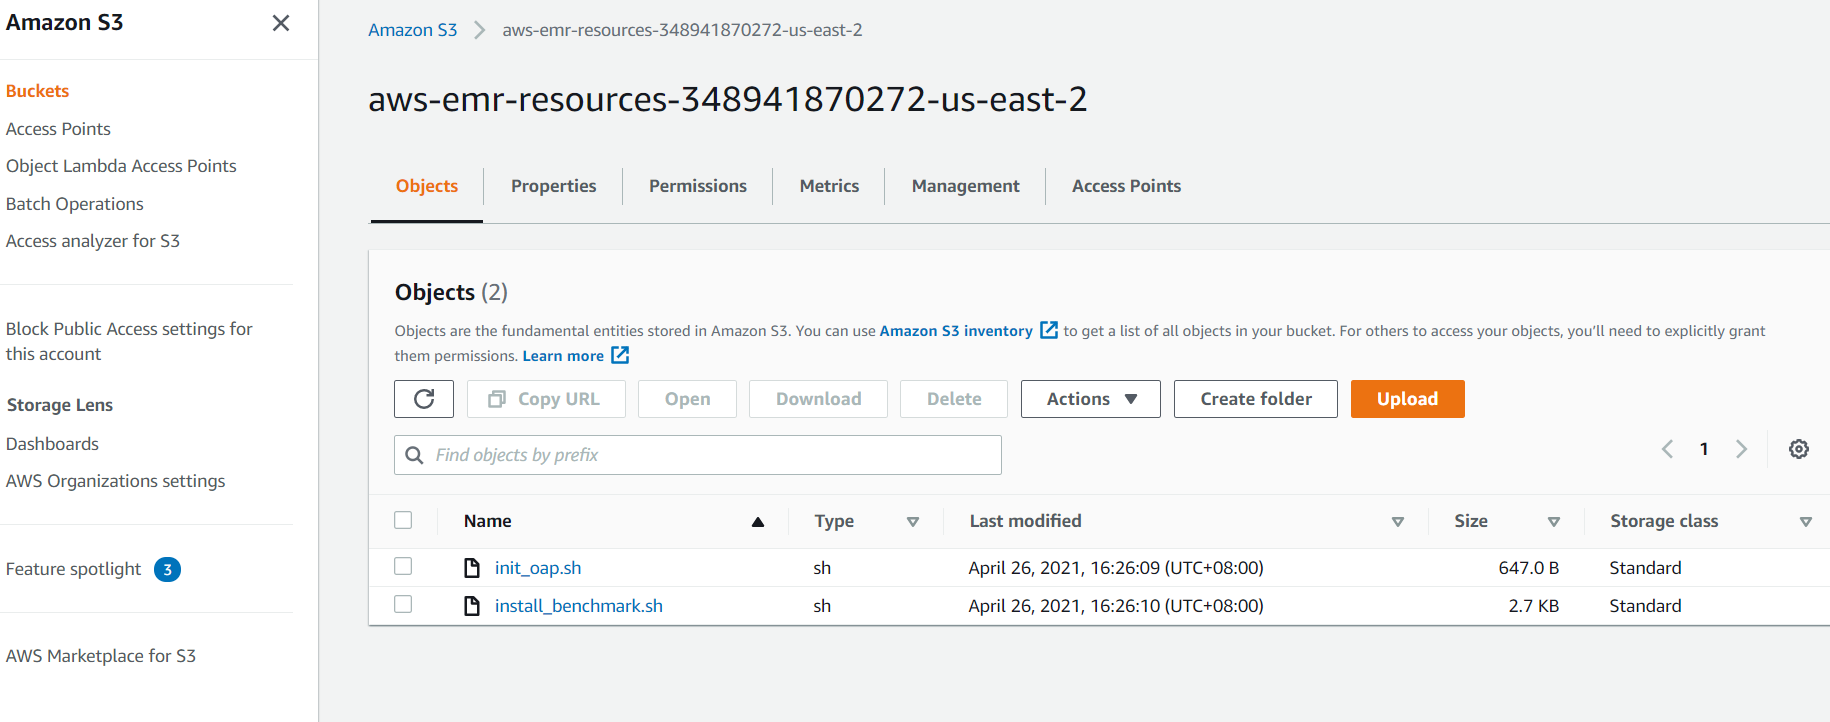 Amazon S3
Buckets
Access Points
Object Lambda Access Points
Batch Operations
Access analyzer for S3
Block Public Access settings for
this account
Storage Lens
Dashboards
AWS Organizations settings
Feature spotlight 3
AWS Marketplace for S3
Amazon S3 aws-emr-resources-348941870272-us-east-2
aws-emr-resources-348941870272-us-east-2
Objects Properties Permissions Metrics Management Access Points
Objects (2)
Objects are the fundamental entities stored in Amazon S3. You can use Amazon S3 inventory to get a list of all objects in your bucket. For others to access your objects, you'll need to explicitly grant
them permissions. Learn more
Copy URL Open Download Delete Actions Create folder Upload
Find objects by prefix
1
Name Type Last modified Size Storage class
init_oap.sh sh April 26, 2021, 16:26:09 (UTC+08:00) 647.0 B Standard
install_benchmark.sh sh April 26, 2021, 16:26:10 (UTC+08:00) 2.7 KB Standard